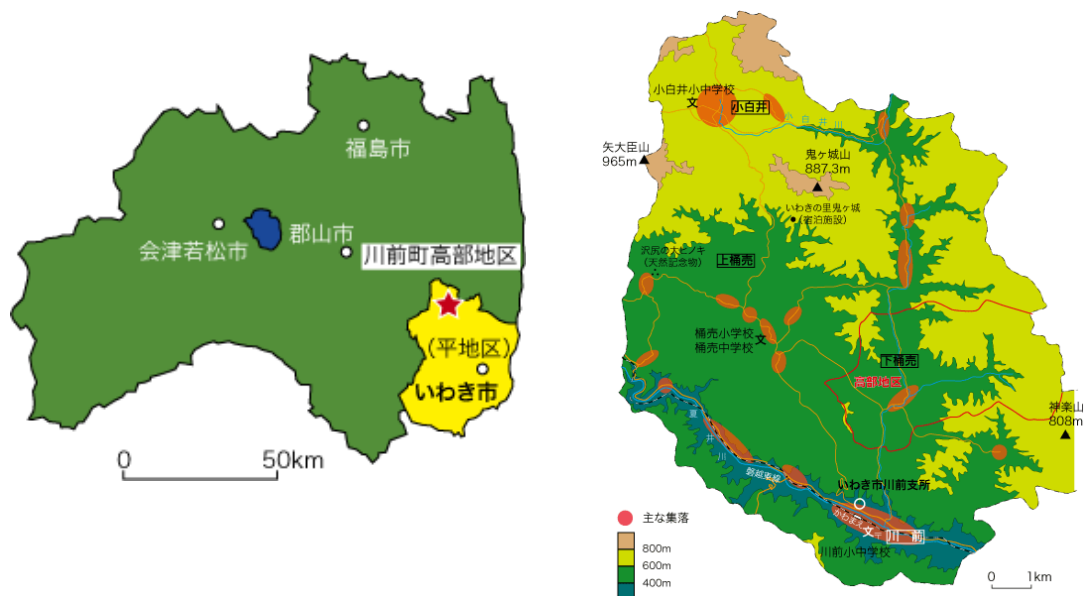 福島市
会津若松市
郡山市
川前町高部地区
(平地区)
いわき市
0
50km
小白井小中学校
文
小白井
小白井川
矢大臣山
965m
鬼ヶ城山
887.3m
いわきの里鬼ヶ城
(宿泊施設)
沢尻の大ヒノキ
(天然記念物)
上桶売
桶売小学校
桶売中学校
文
下桶売
高部地区
神楽山
808m
夏井川
磐越東線
いわき市川前支所
かわまえ
文
川前
川前小中学校
主な集落
800m
600m
400m
0
1km